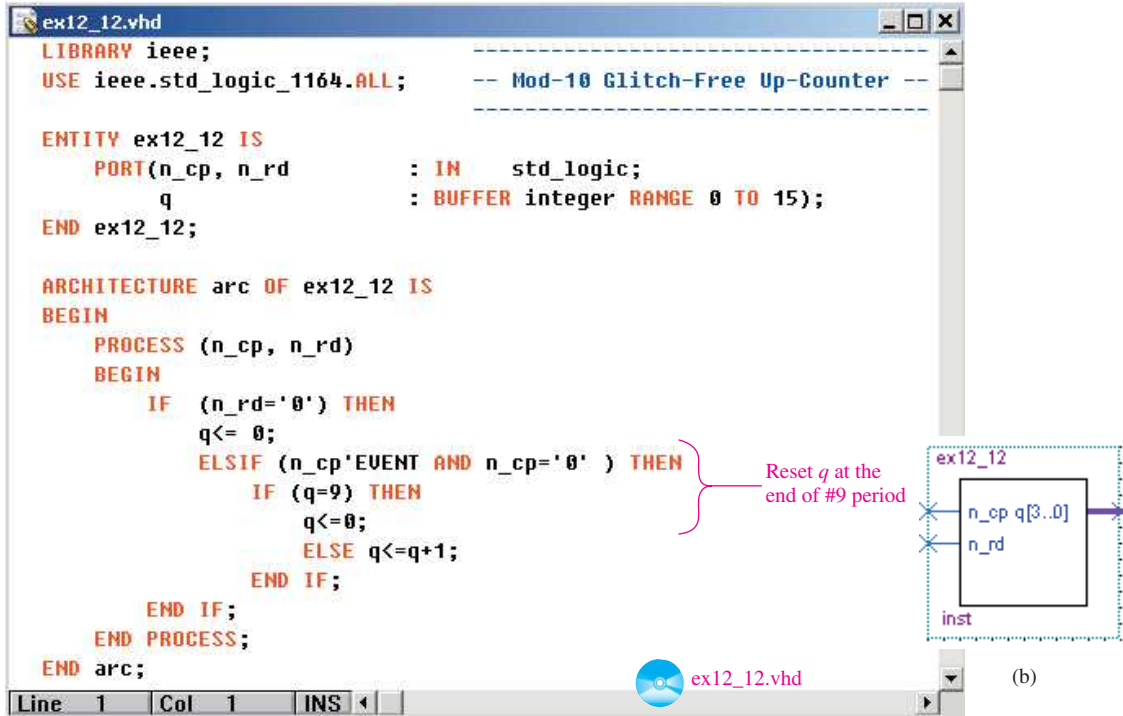 ex12_12.vhd
LIBRARY ieee; ----------------------------------
USE ieee.std_logic_1164.ALL; -- Mod-10 Glitch-Free Up-Counter --
----------------------------------
ENTITY ex12_12 IS
PORT(n_cp, n_rd : IN std_logic;
q : BUFFER integer RANGE 0 TO 15);
END ex12_12;
ARCHITECTURE arc OF ex12_12 IS
BEGIN
PROCESS (n_cp, n_rd)
BEGIN
IF (n_rd='0') THEN
q<= 0;
ELSIF (n_cp'EVENT AND n_cp='0' ) THEN
IF (q=9) THEN
q<=0;
ELSE q<=q+1;
END IF;
END IF;
END PROCESS;
END arc;
Reset q at the
end of #9 period
ex12_12.vhd
Line 1 Col 1 INS
ex12_12
n_cp q[3..0]
n_rd
inst
(b)